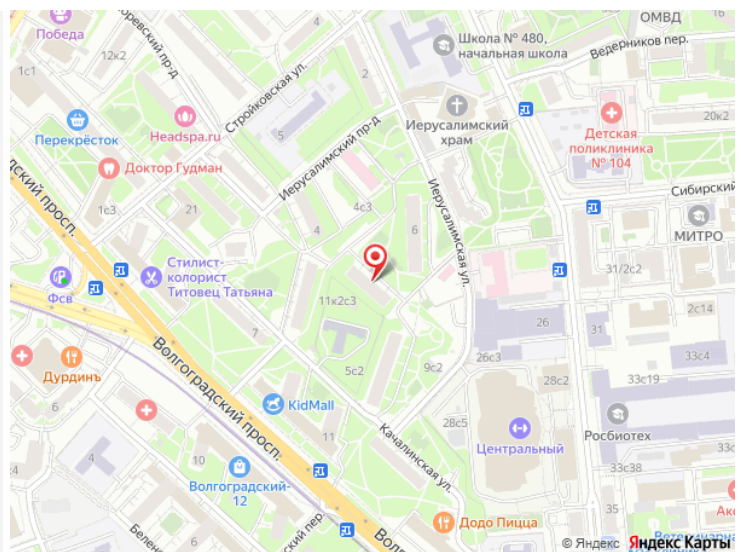 ОМВД
Победа
Школа № 480,
начальная школа
Ведерников пер.
1с1
12к2
2
Стройковская ул.
20к2
Перекрёсток
Headspa.ru
5
Иерусалимский
храм
Детская
поликлиника
№ 104
Иерусалимский пр-д
Доктор Гудман
Иерусалимская ул.
Сибирский
4с3
1с3
21
4
6
МИТРО
Стилист-
колорист
Титовец Татьяна
31/2с2
Фсв
11к2с3
2с14
7
26
31
Волгоградский просп.
33с4
6
5с2
9с2
26с3
28с2
33с19
Дурдинъ
KidMall
28с5
Росбиотех
11
Качалинская ул.
Центральный
4
33с38
Волгоградский-
12
35
Додо Пицца
© Яндекс Яндекс Карты